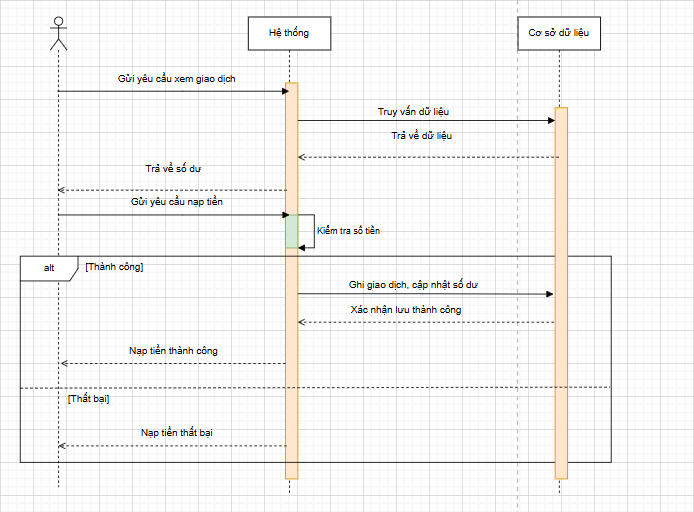 Hệ thống
Cơ sở dữ liệu
Gửi yêu cầu xem giao dịch
Truy vấn dữ liệu
Trả về dữ liệu
Trả về số dư
Gửi yêu cầu nạp tiền
Kiểm tra số tiền
alt
[Thành công]
Ghi giao dịch, cập nhật số dư
Xác nhận lưu thành công
Nạp tiền thành công
[Thất bại]
Nạp tiền thất bại